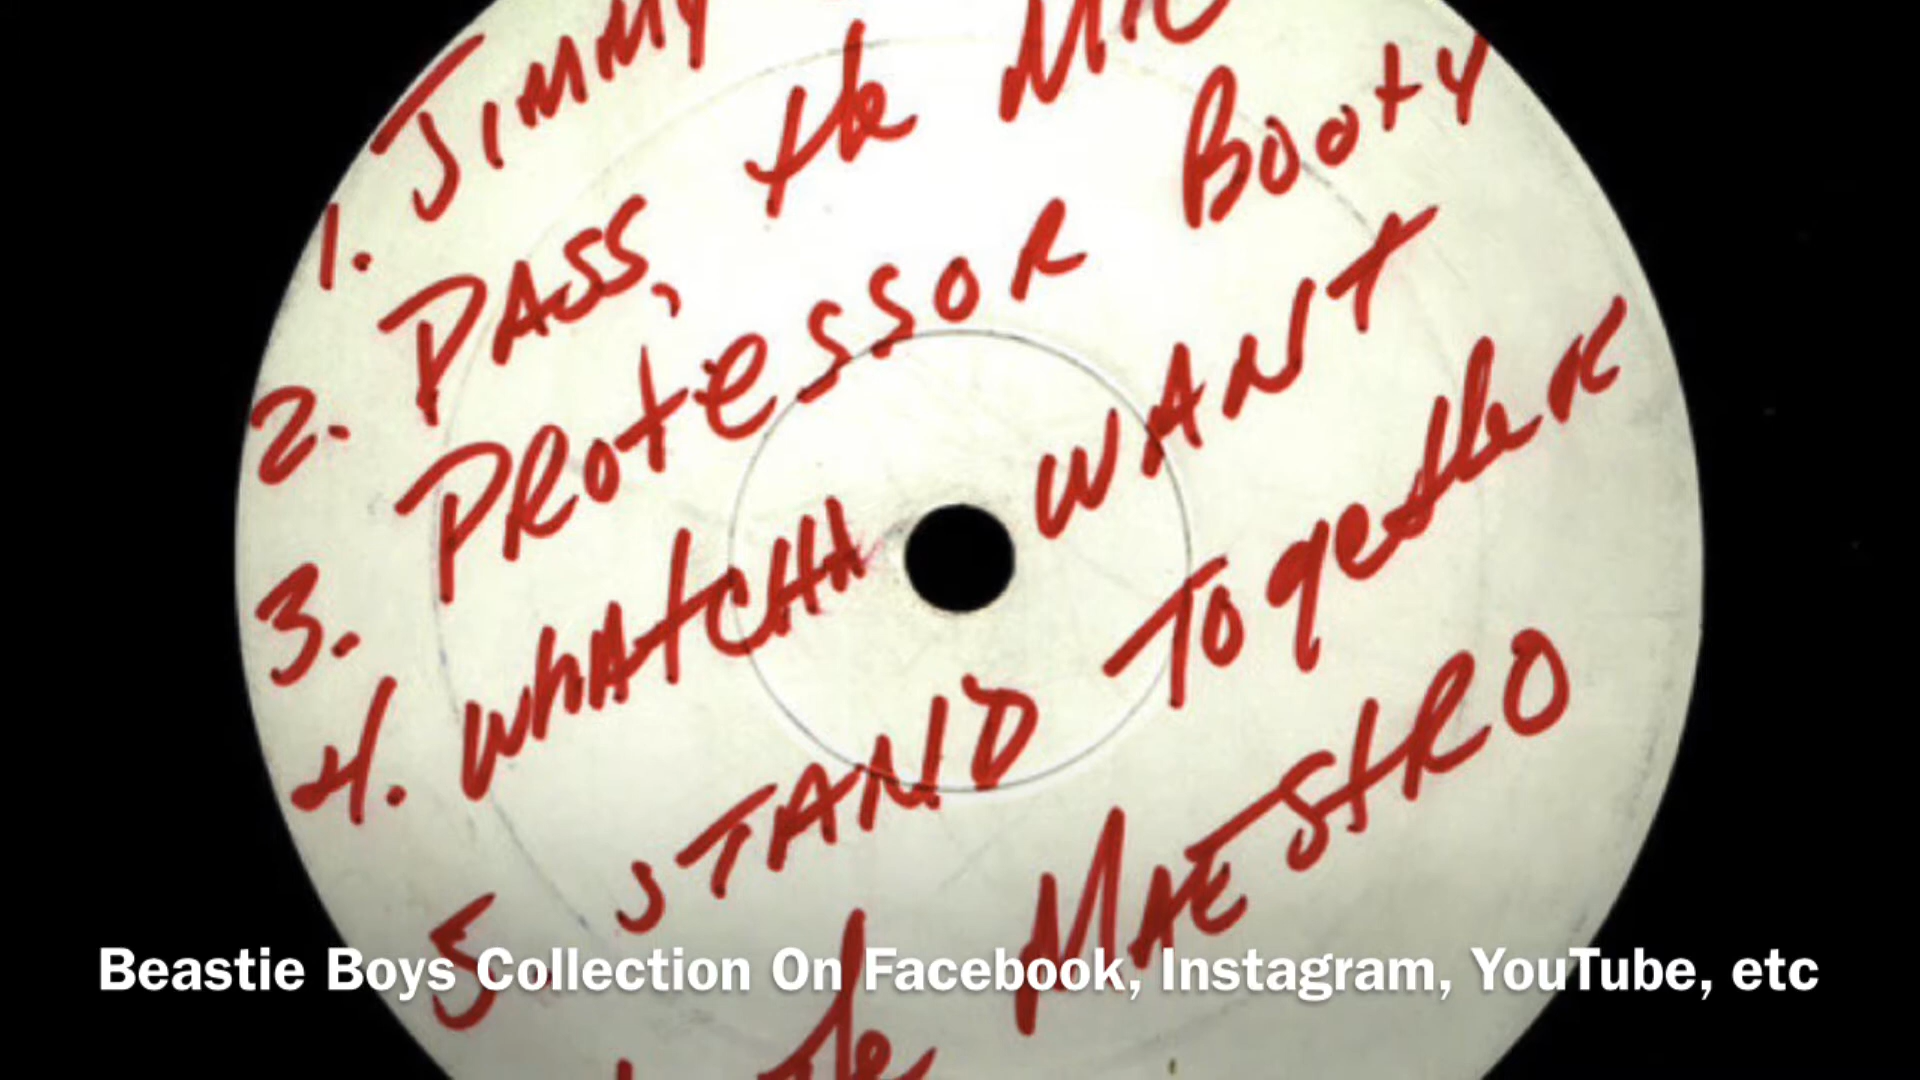 1. JIMMY
2. PASS, the MIC
3. PROfessoR Booty
4. WhATCHA WANT
5. STAND TogetheR
the MAESTRO
Beastie Boys Collection On Facebook, Instagram, YouTube, etc